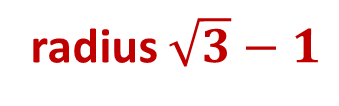 radius √3 − 1